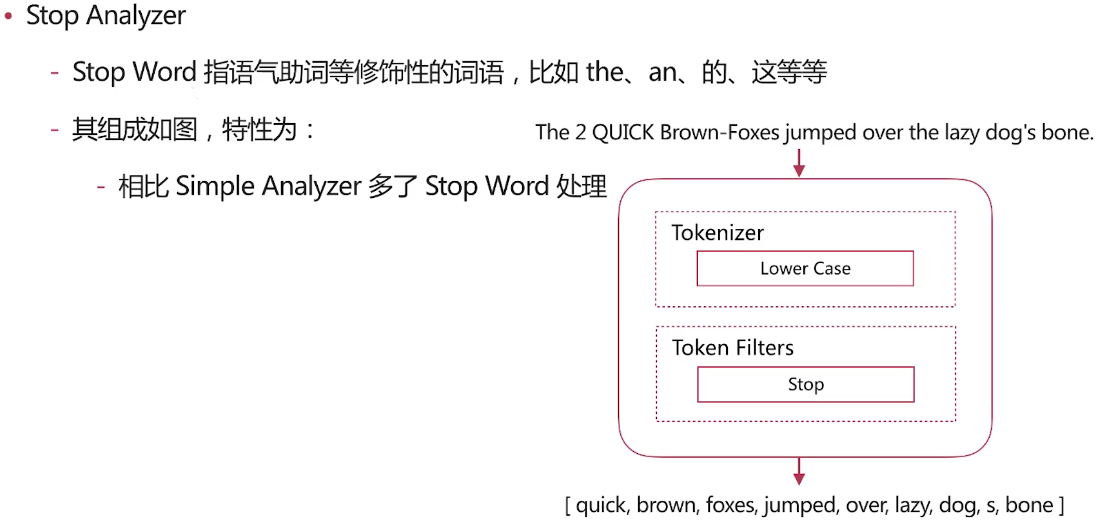 • Stop Analyzer
- Stop Word 指语气助词等修饰性的词语，比如 the、an、的、这等等
- 其组成如图，特性为：
- 相比 Simple Analyzer 多了 Stop Word 处理
The 2 QUICK Brown-Foxes jumped over the lazy dog's bone.
Tokenizer
Lower Case
Token Filters
Stop
[ quick, brown, foxes, jumped, over, lazy, dog, s, bone ]